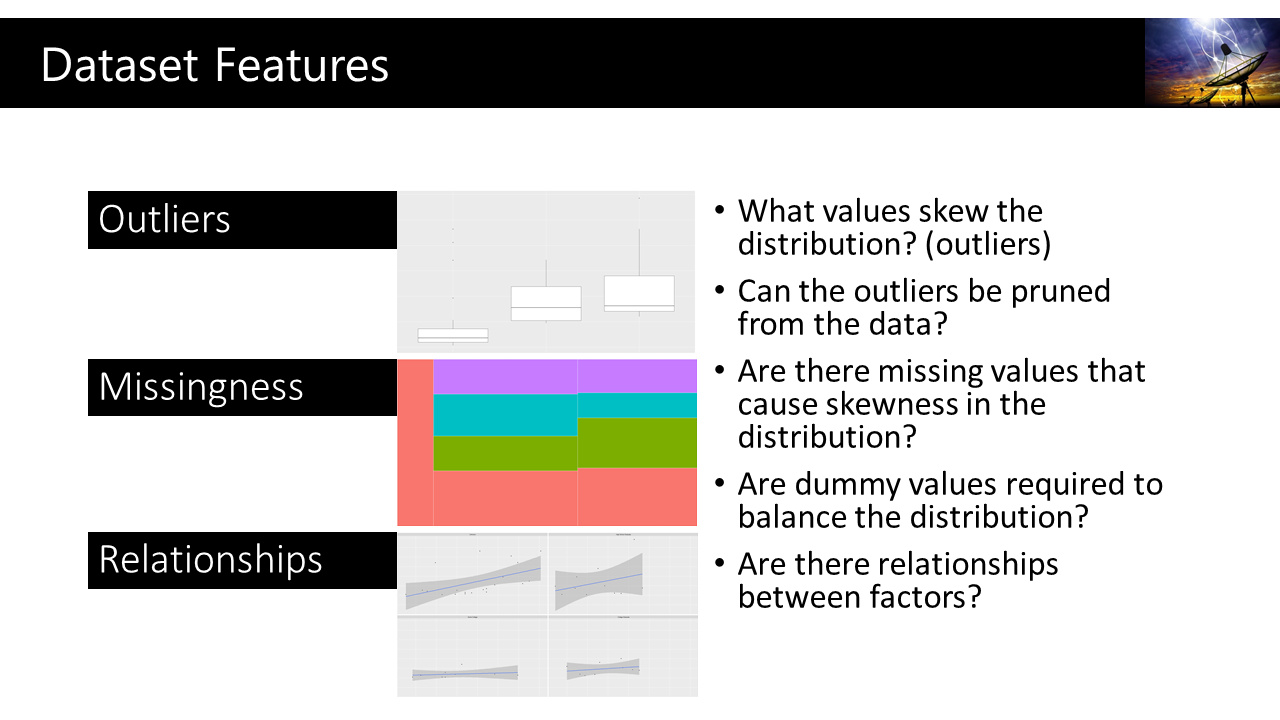 Dataset Features
Outliers
Missingness
Relationships
• What values skew the
distribution? (outliers)
• Can the outliers be pruned
from the data?
• Are there missing values that
cause skewness in the
distribution?
• Are dummy values required to
balance the distribution?
• Are there relationships
between factors?